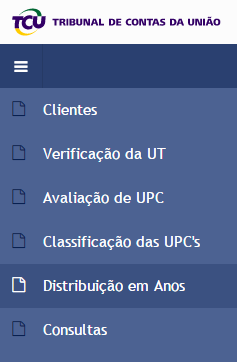 TCU TRIBUNAL DE CONTAS DA UNIÃO
Clientes
Verificação da UT
Avaliação de UPC
Classificação das UPC's
Distribuição em Anos
Consultas